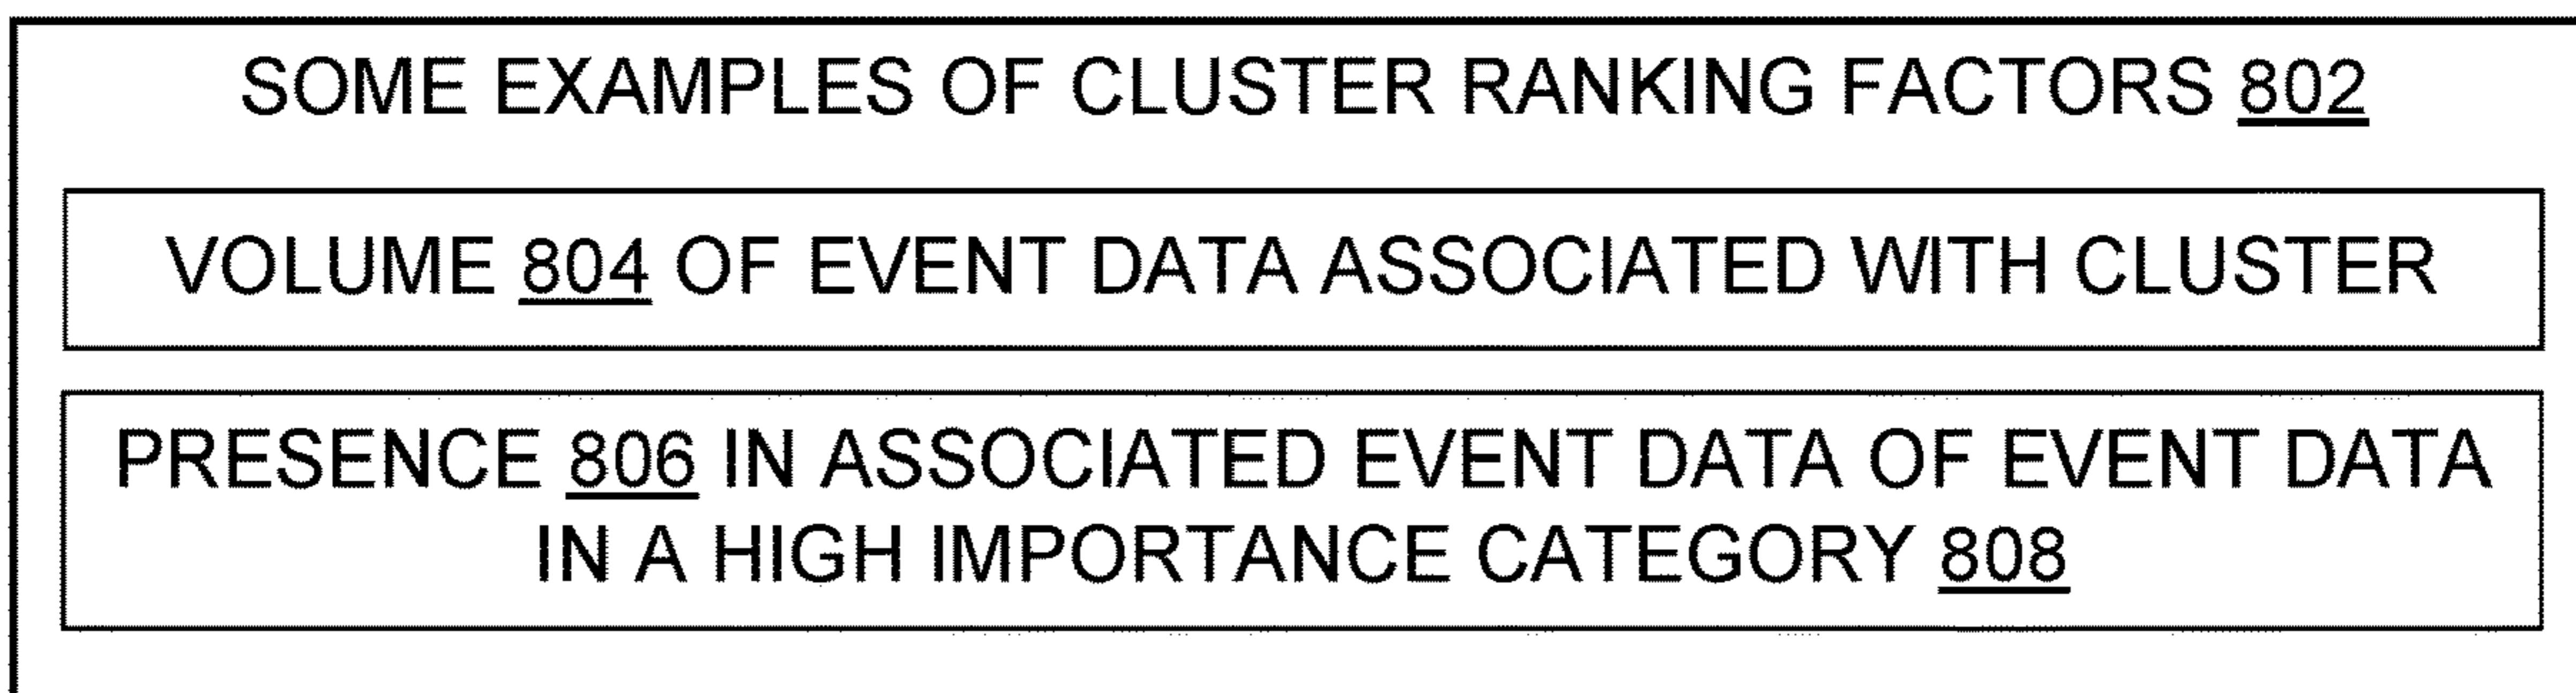 SOME EXAMPLES OF CLUSTER RANKING FACTORS 802
VOLUME 804 OF EVENT DATA ASSOCIATED WITH CLUSTER
PRESENCE 806 IN ASSOCIATED EVENT DATA OF EVENT DATA
IN A HIGH IMPORTANCE CATEGORY 808